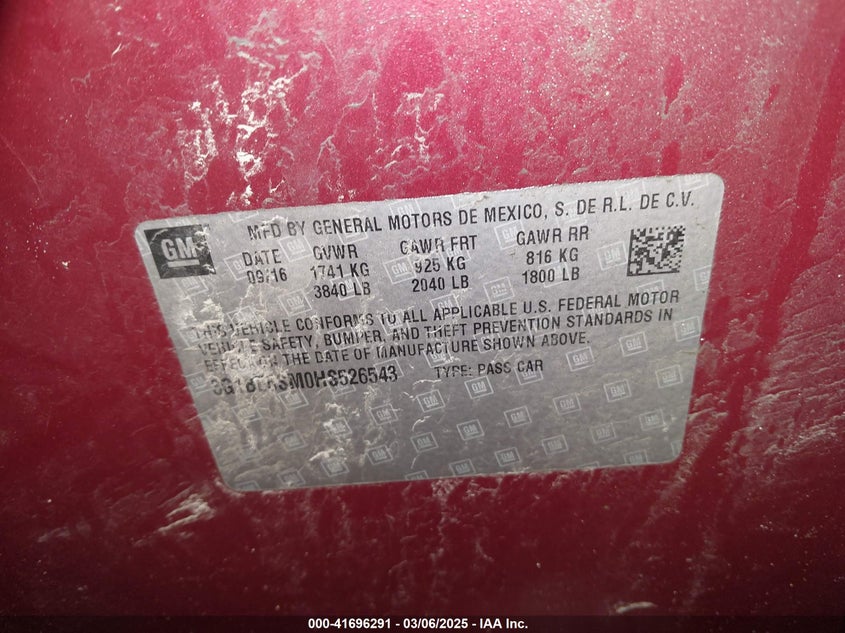 GM
MFD BY GENERAL MOTORS DE MEXICO, S. DE R.L. DE C.V.
DATE GVWR GAWR FRT GAWR RR
09/16 1741 KG 925 KG 816 KG
3840 LB 2040 LB 1800 LB
THIS VEHICLE CONFORMS TO ALL APPLICABLE U.S. FEDERAL MOTOR
VEHICLE SAFETY, BUMPER, AND THEFT PREVENTION STANDARDS IN
EFFECT ON THE DATE OF MANUFACTURE SHOWN ABOVE.
TYPE: PASS CAR
000-41696291 - 03/06/2025 - IAA Inc.